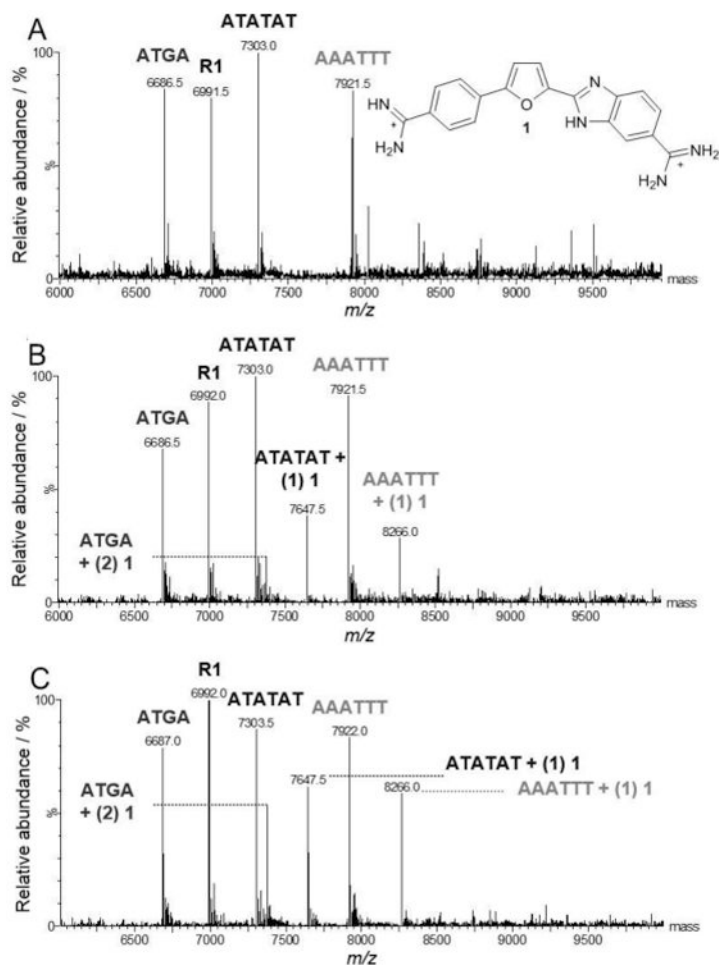 A
Relative abundance / %
100
%
0
ATGA
6686.5
R1
6991.5
ATATAT
7303.0
AAATTT
7921.5
HN
+
H₂N
O
1
N
HN
NH₂
+
H₂N
6000 6500 7000 7500 8000 8500 9000 9500 mass
m/z
B
Relative abundance / %
100
%
0
ATGA
6686.5
R1
6992.0
ATATAT
7303.0
ATATAT +
(1) 1
7647.5
AAATTT
7921.5
AAATTT
+ (1) 1
8266.0
ATGA
+ (2) 1
6500 7000 7500 8000 8500 9000 9500 mass
m/z
C
Relative abundance / %
100
%
0
ATGA
6687.0
R1
6992.0
ATATAT
7303.5
AAATTT
7922.0
7647.5
ATATAT + (1) 1
8266.0
AAATTT + (1) 1
ATGA
+ (2) 1
6500 7000 7500 8000 8500 9000 9500 mass
m/z